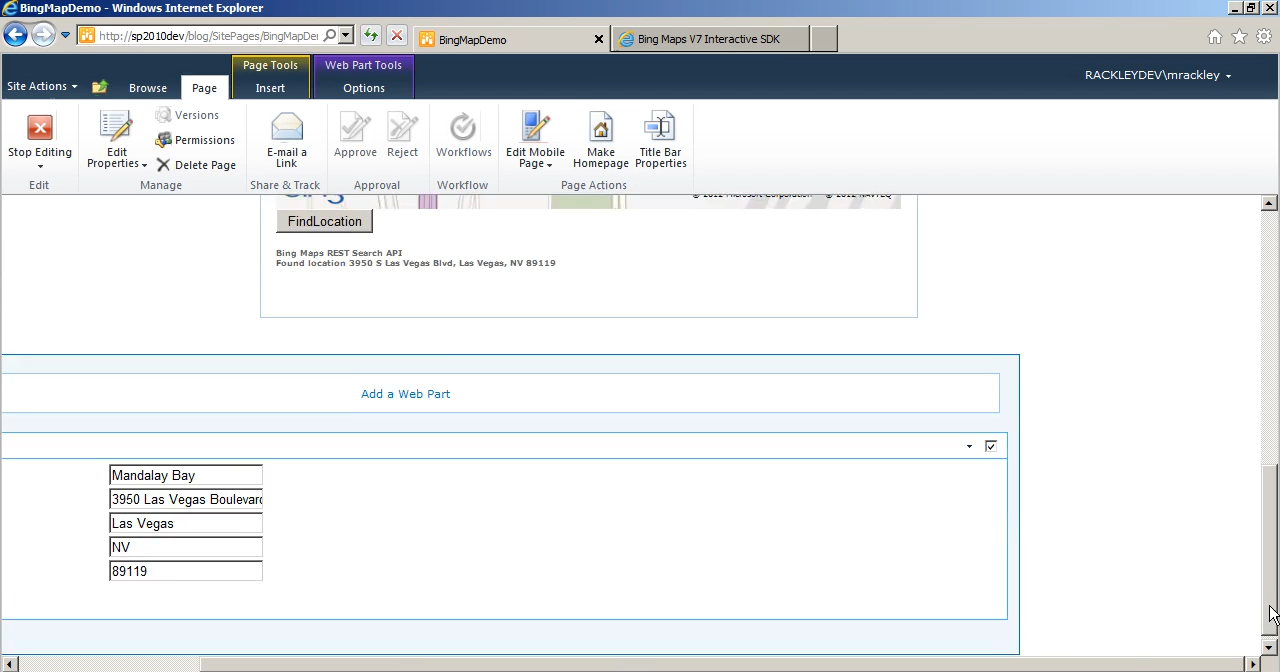 BingMapDemo - Windows Internet Explorer
http://sp2010dev/blog/SitePages/BingMapDe
BingMapDemo
Bing Maps V7 Interactive SDK
Site Actions
Browse
Page
Page Tools
Insert
Web Part Tools
Options
RACKLEYDEV\mrackley
Stop Editing
Edit
Edit Properties
Versions
Permissions
Delete Page
Manage
E-mail a Link
Share & Track
Approve
Reject
Approval
Workflows
Workflow
Edit Mobile Page
Make Homepage
Title Bar Properties
Page Actions
FindLocation
Bing Maps REST Search API
Found location 3950 S Las Vegas Blvd, Las Vegas, NV 89119
Add a Web Part
Mandalay Bay
3950 Las Vegas Boulevard
Las Vegas
NV
89119